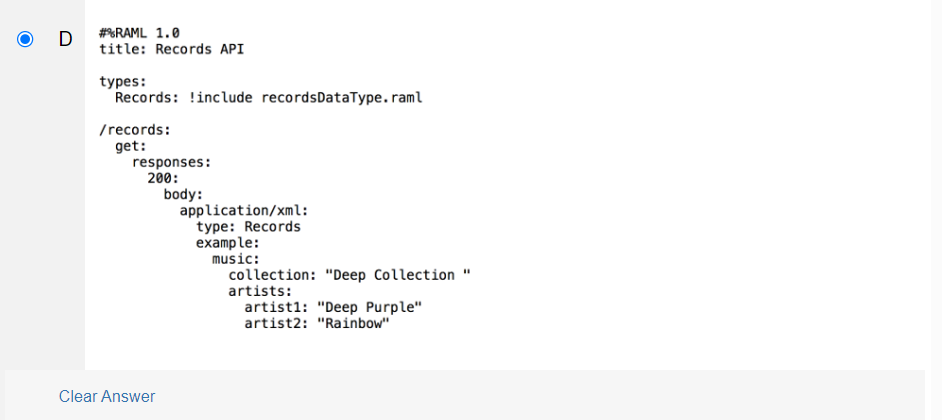 D
#%RAML 1.0
title: Records API

types:
  Records: !include recordsDataType.raml

/records:
  get:
    responses:
      200:
        body:
          application/xml:
            type: Records
            example:
              music:
                collection: "Deep Collection "
                artists:
                  artist1: "Deep Purple"
                  artist2: "Rainbow"
Clear Answer